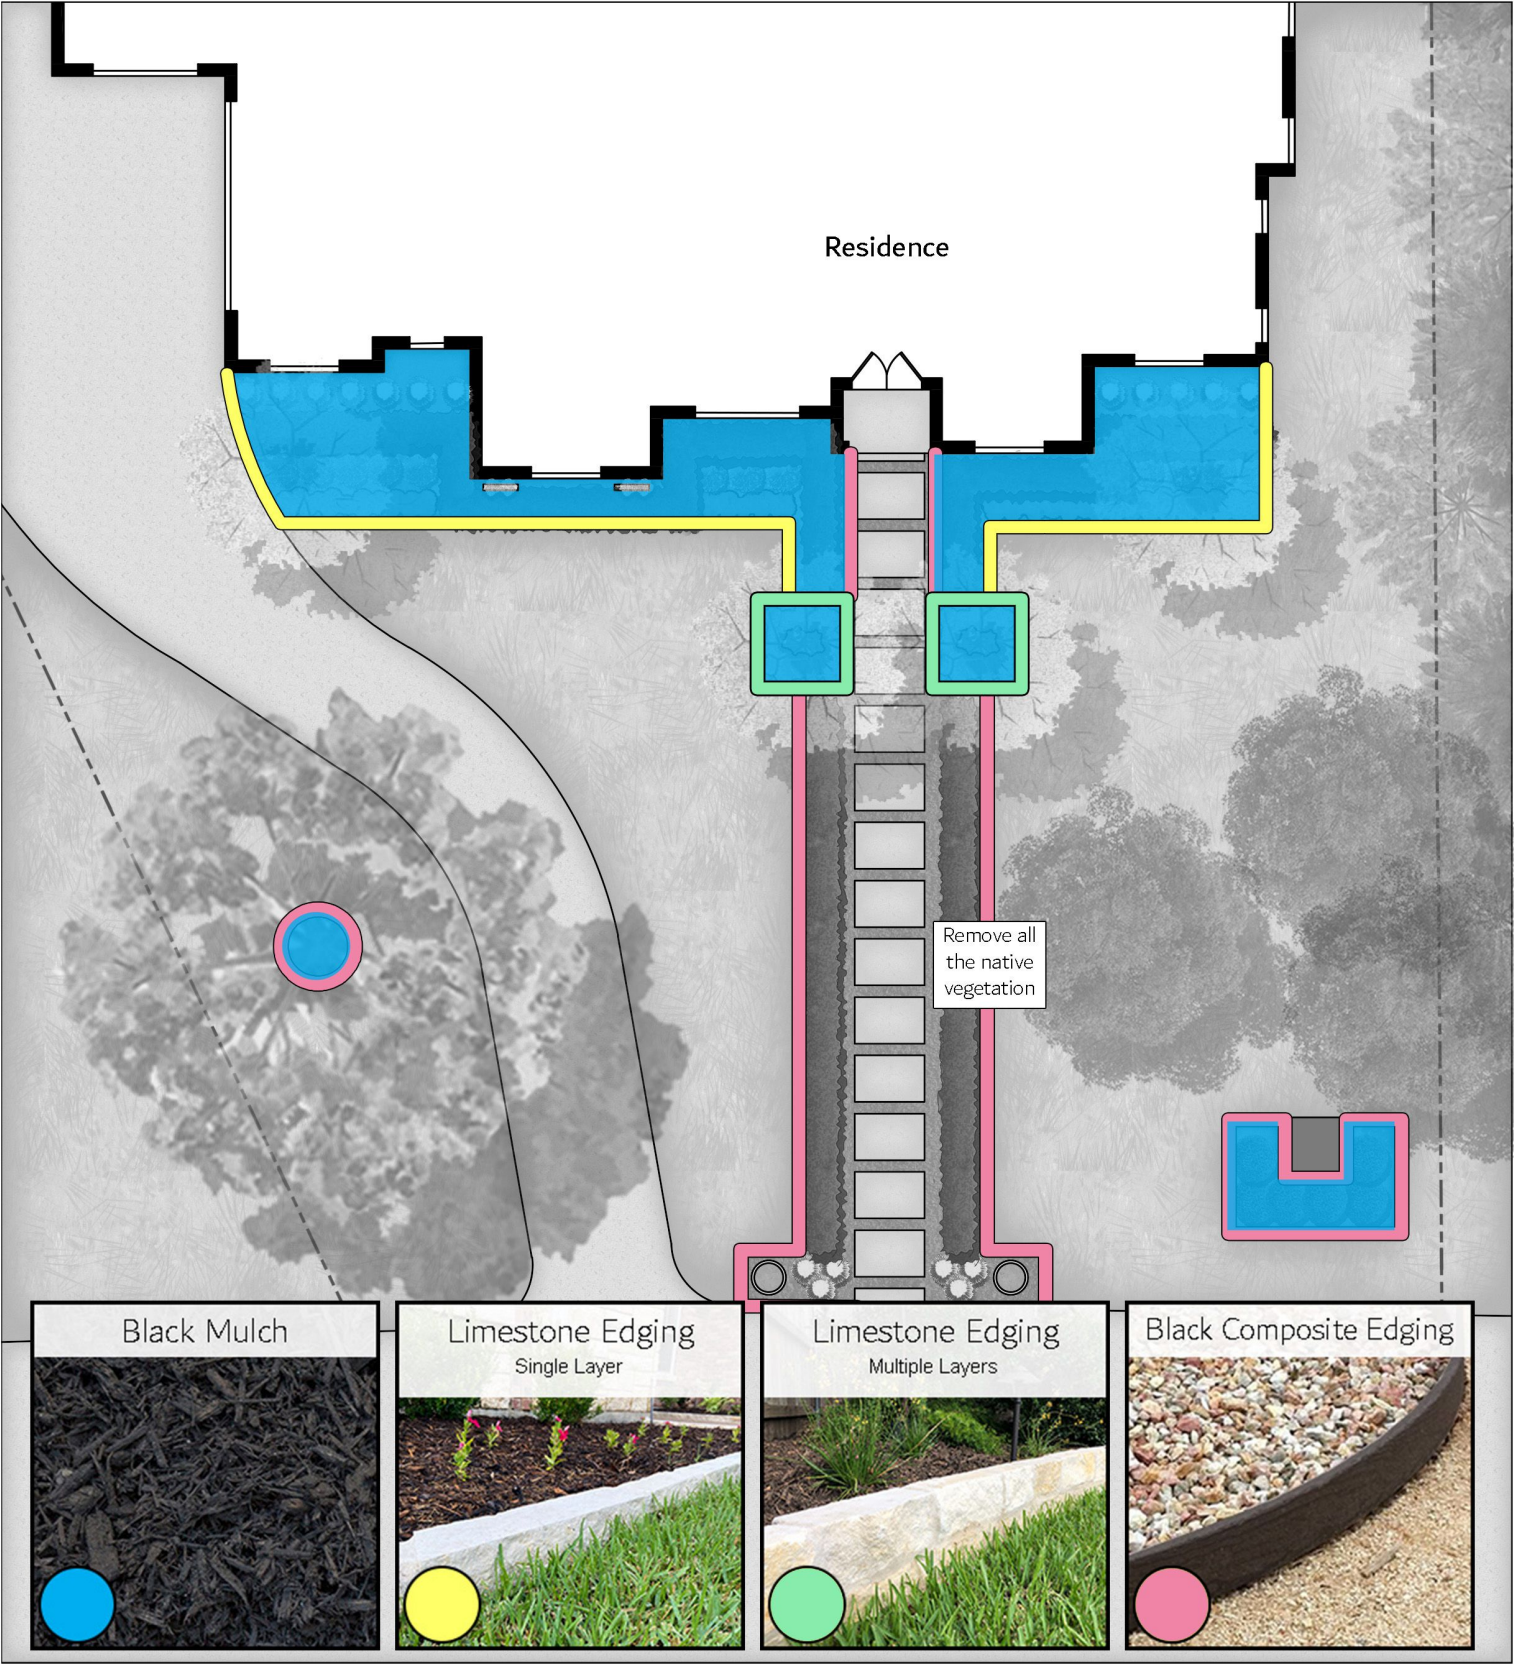 Residence
Remove all
the native
vegetation
Black Mulch
Limestone Edging
Single Layer
Limestone Edging
Multiple Layers
Black Composite Edging